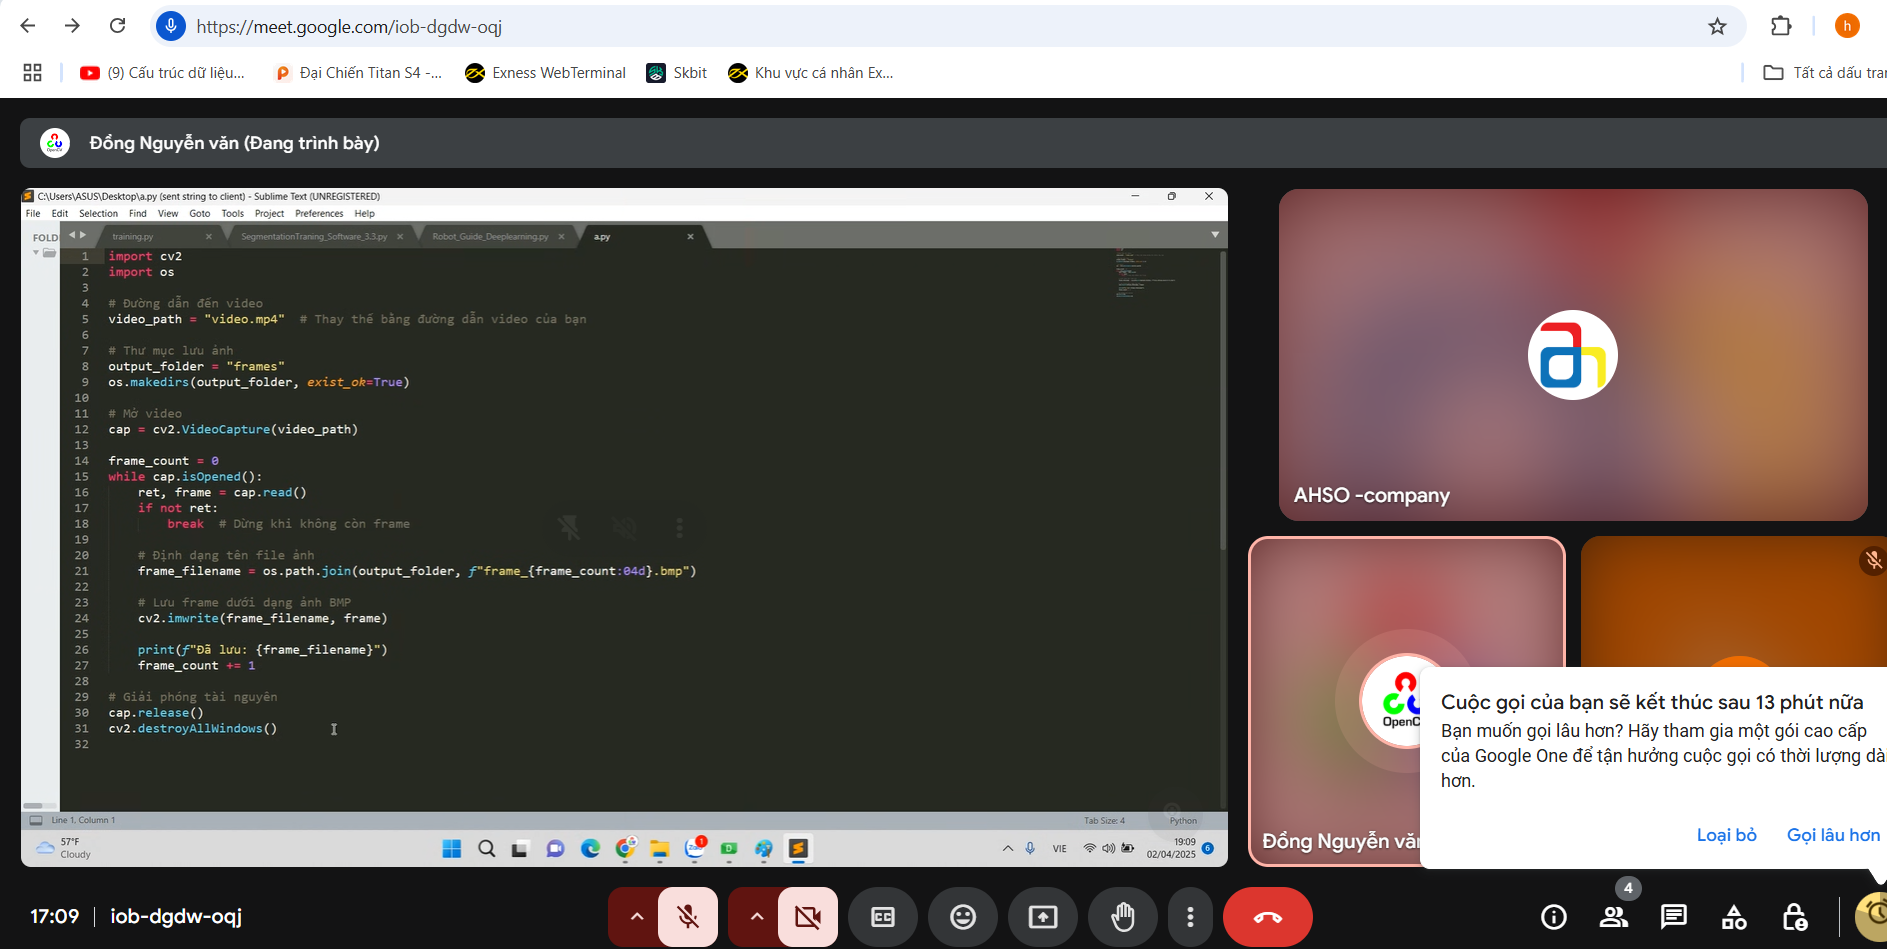 https://meet.google.com/iob-dgdw-oqj
h
(9) Cấu trúc dữ liệu...
Đại Chiến Titan S4 -...
Exness WebTerminal
Skbit
Khu vực cá nhân Ex...
Tất cả dấu tran
Đồng Nguyễn văn (Đang trình bày)
C:\Users\ASUS\Desktop\a.py (sent string to client) - Sublime Text (UNREGISTERED)
File Edit Selection Find View Goto Tools Project Preferences Help
FOLD
training.py
SegmentationTraning_Software_3.3.py
Robot_Guide_Deeplearning.py
a.py
1 import cv2
2 import os
3
4 # Đường dẫn đến video
5 video_path = "video.mp4"  # Thay thế bằng đường dẫn video của bạn
6
7 # Thư mục lưu ảnh
8 output_folder = "frames"
9 os.makedirs(output_folder, exist_ok=True)
10
11 # Mở video
12 cap = cv2.VideoCapture(video_path)
13
14 frame_count = 0
15 while cap.isOpened():
16     ret, frame = cap.read()
17     if not ret:
18         break  # Dừng khi không còn frame
19
20     # Định dạng tên file ảnh
21     frame_filename = os.path.join(output_folder, f"frame_{frame_count:04d}.bmp")
22
23     # Lưu frame dưới dạng ảnh BMP
24     cv2.imwrite(frame_filename, frame)
25
26     print(f"Đã lưu: {frame_filename}")
27     frame_count += 1
28
29 # Giải phóng tài nguyên
30 cap.release()
31 cv2.destroyAllWindows()
32
Line 1, Column 1
Tab Size: 4
Python
57°F
Cloudy
1
VIE
19:09
02/04/2025
6
AHSO -company
OpenC
Đồng Nguyễn văn
Cuộc gọi của bạn sẽ kết thúc sau 13 phút nữa
Bạn muốn gọi lâu hơn? Hãy tham gia một gói cao cấp
của Google One để tận hưởng cuộc gọi có thời lượng dài
hơn.
Loại bỏ
Gọi lâu hơn
17:09
iob-dgdw-oqj
CC
4